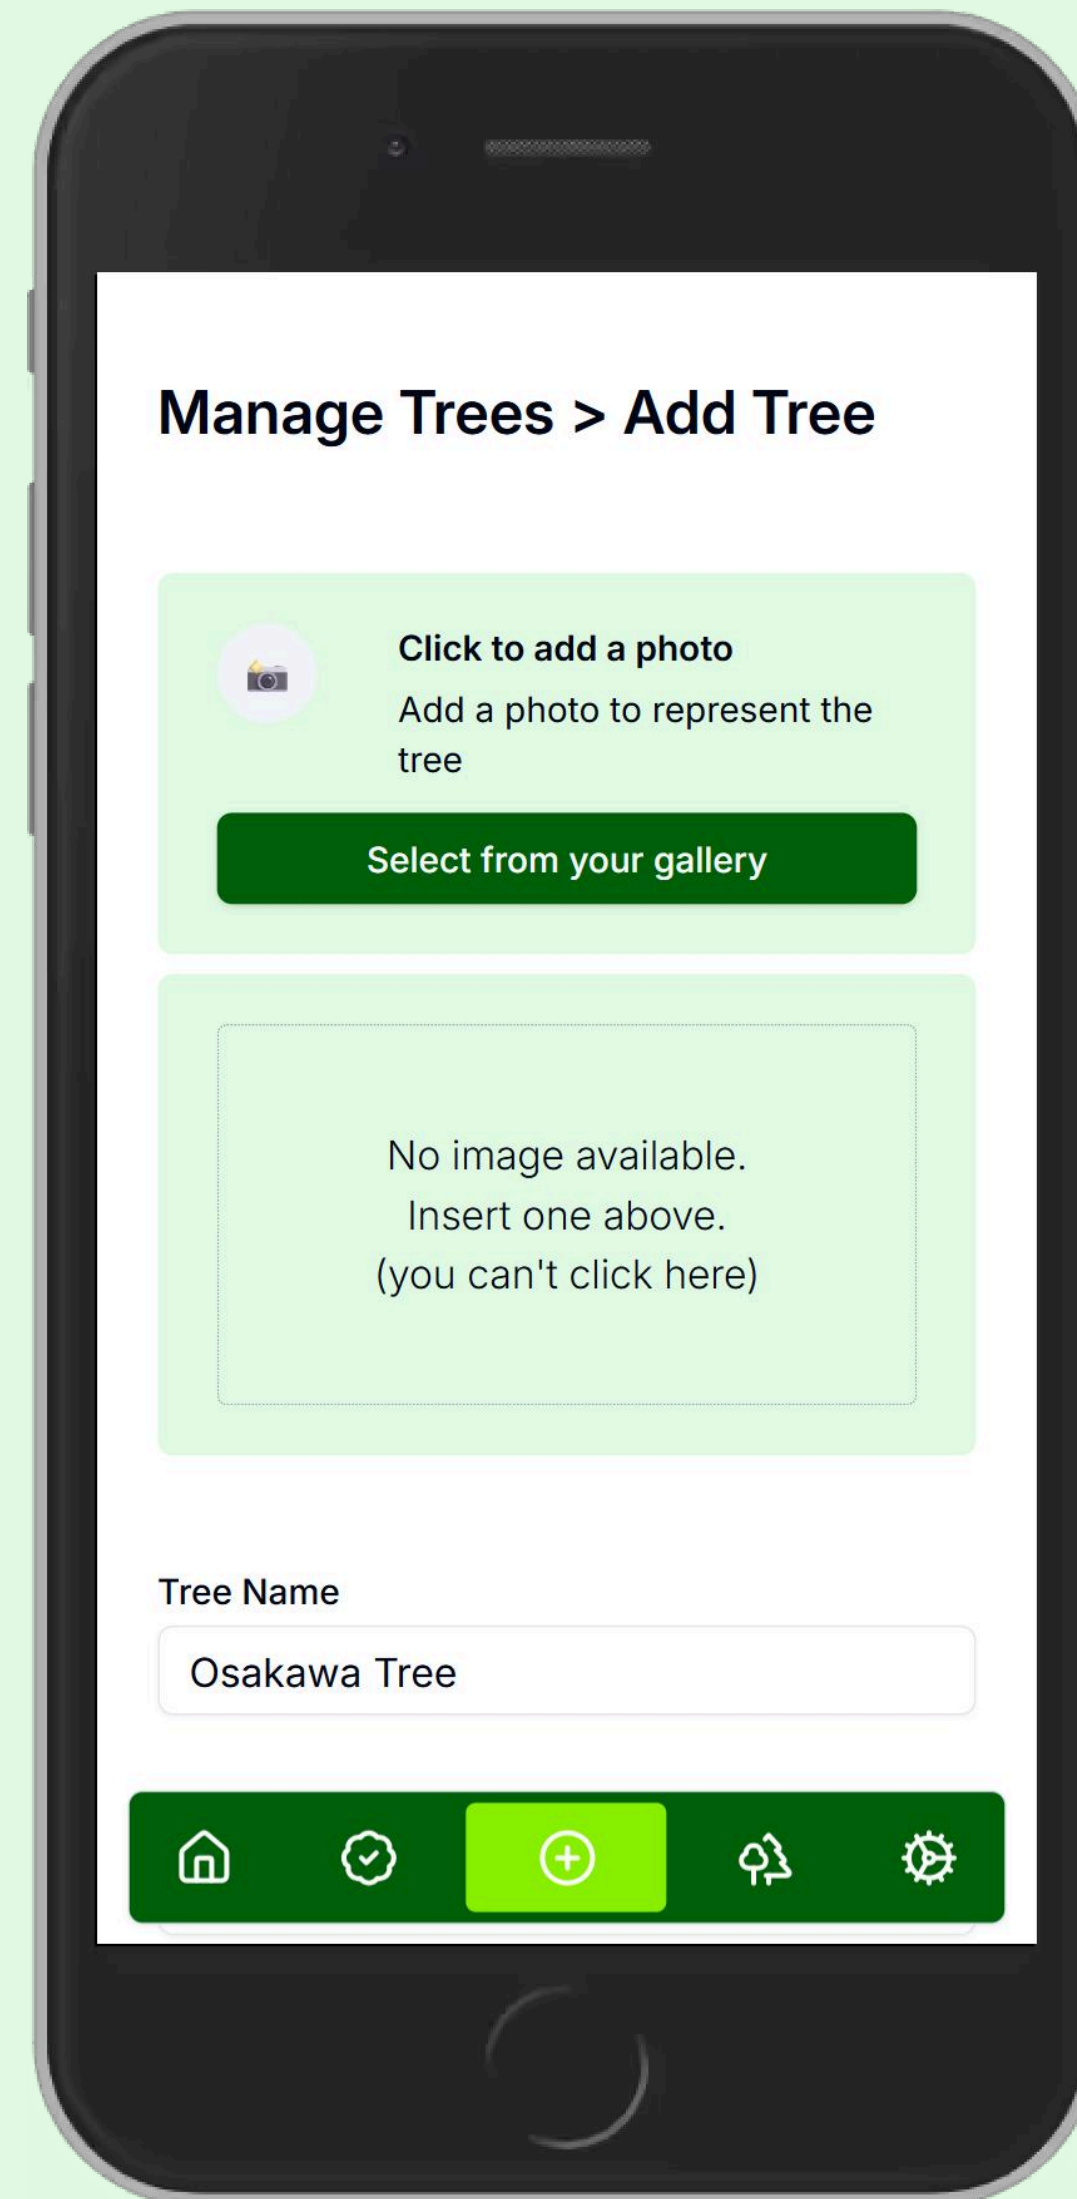 Manage Trees > Add Tree
Click to add a photo
Add a photo to represent the
tree
Select from your gallery
No image available.
Insert one above.
(you can't click here)
Tree Name
Osakawa Tree